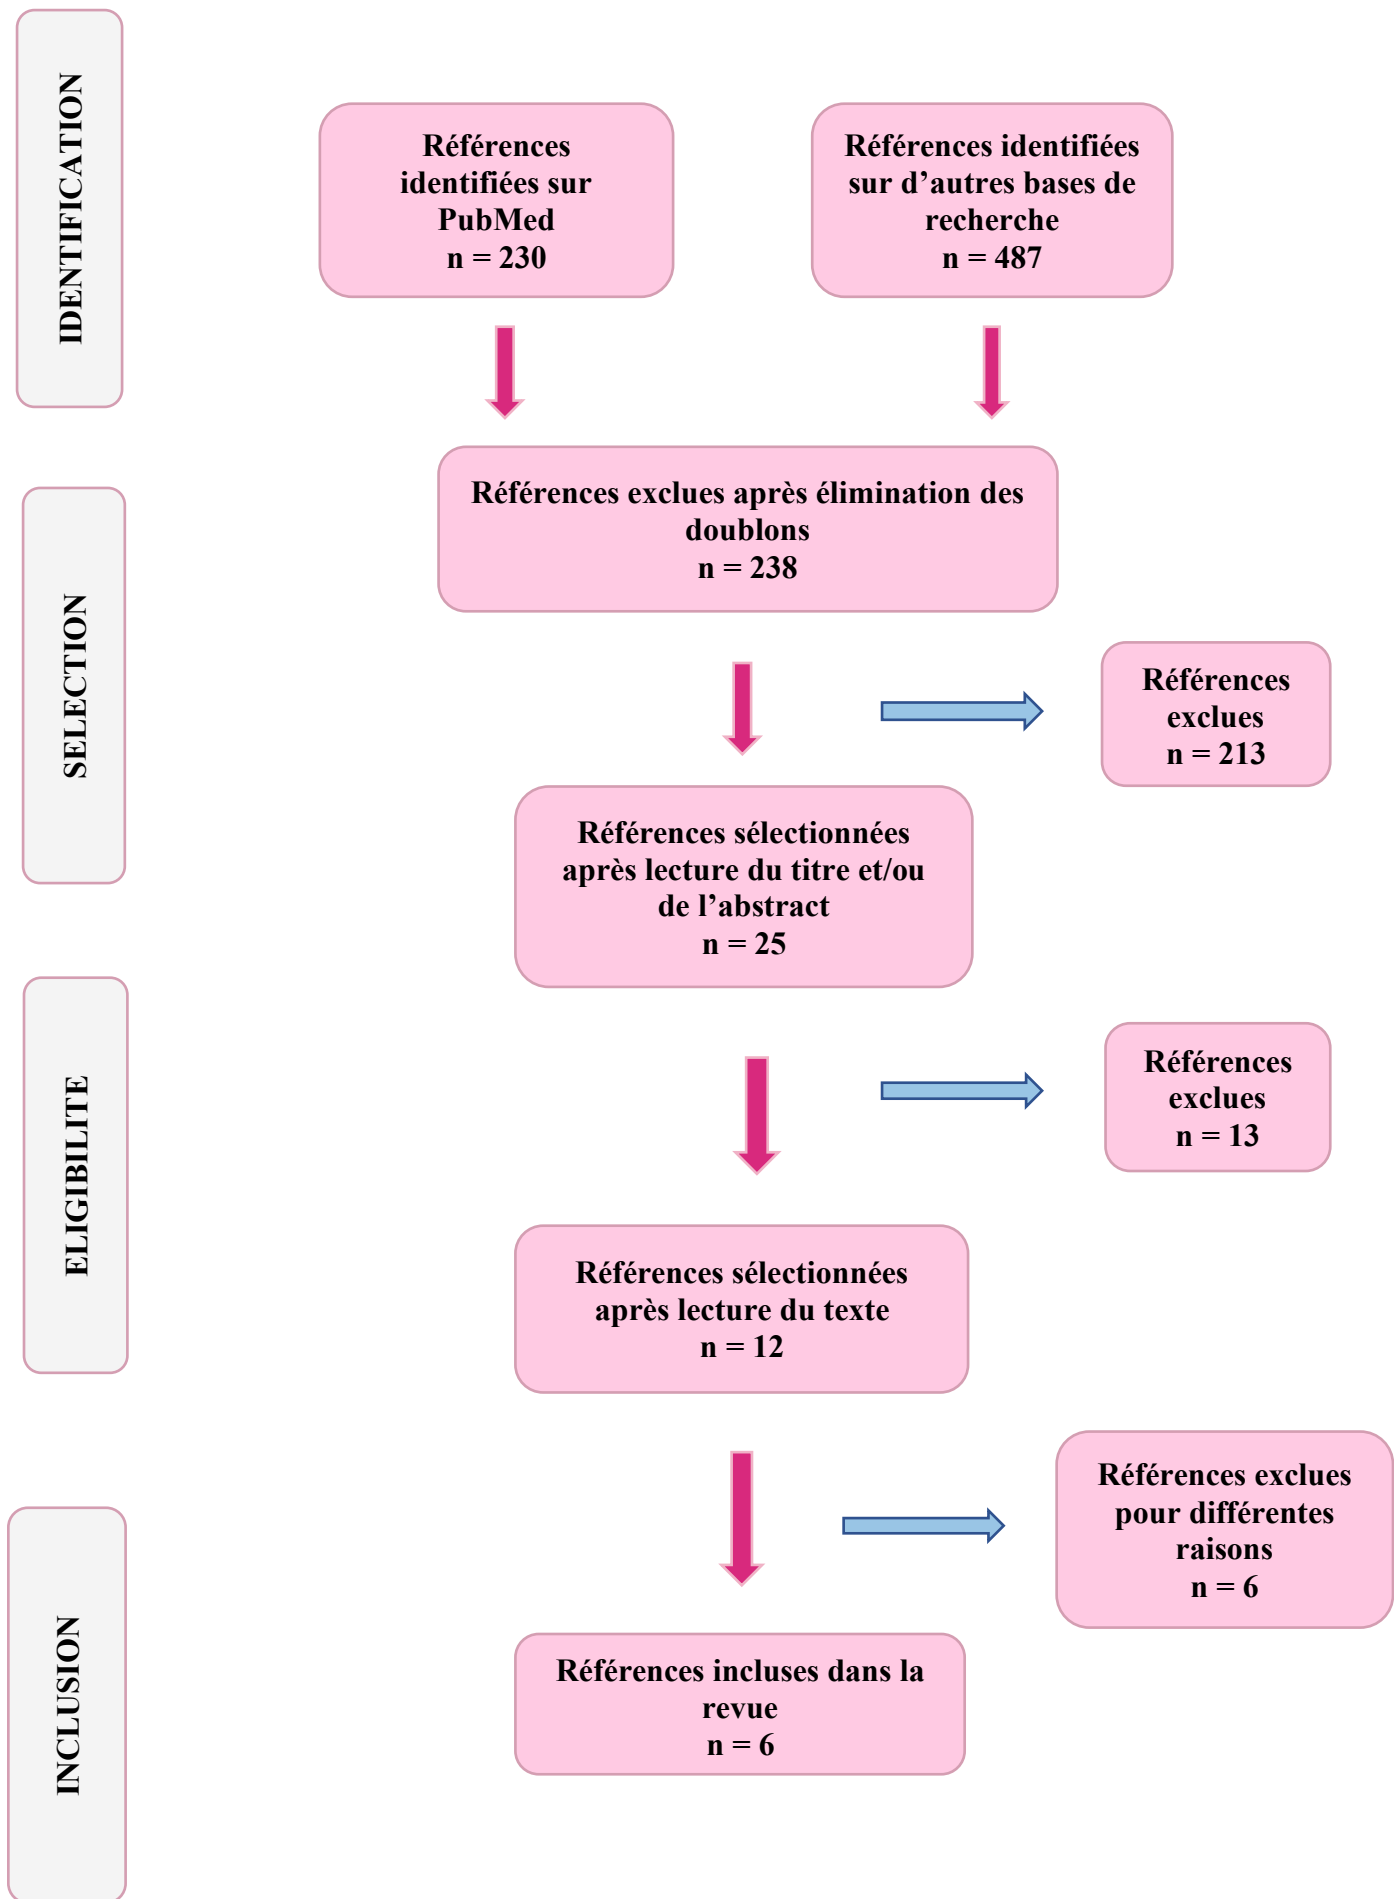 IDENTIFICATION
Références
identifiées sur
PubMed
n = 230
Références identifiées
sur d’autres bases de
recherche
n = 487
SELECTION
Références exclues après élimination des
doublons
n = 238
Références
exclues
n = 213
Références sélectionnées
après lecture du titre et/ou
de l’abstract
n = 25
ELIGIBILITE
Références
exclues
n = 13
Références sélectionnées
après lecture du texte
n = 12
Références exclues
pour différentes
raisons
n = 6
INCLUSION
Références incluses dans la
revue
n = 6